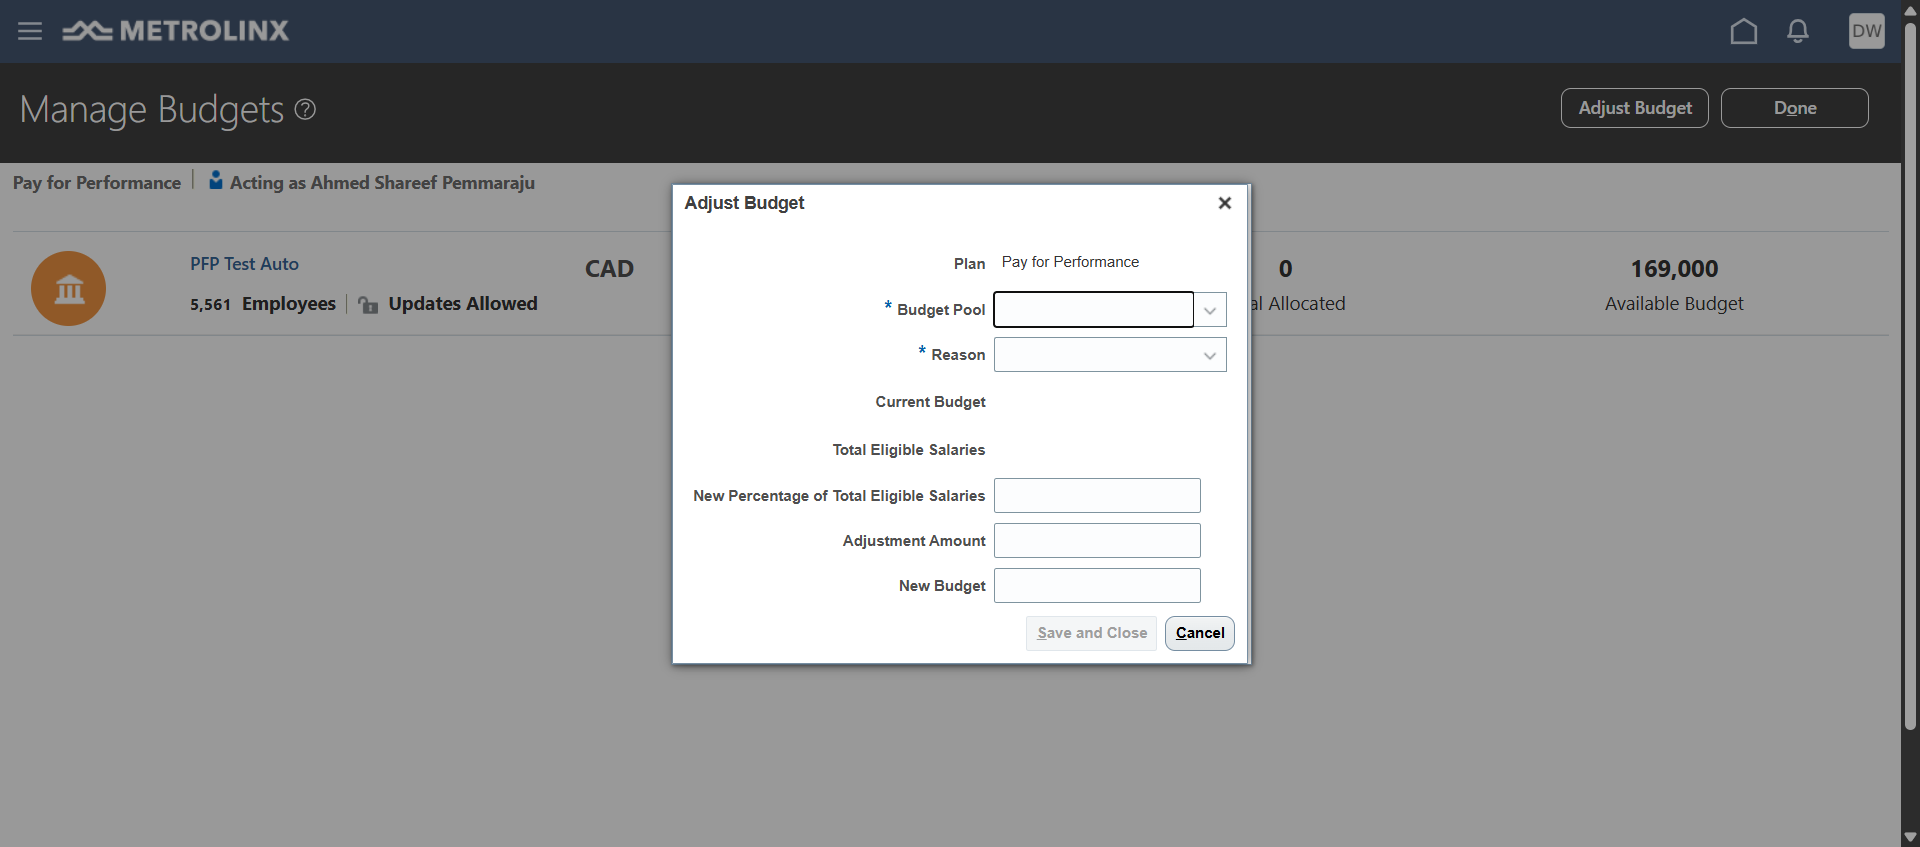 METROLINX
DW
Manage Budgets ?
Adjust Budget
Done
Pay for Performance
Acting as Ahmed Shareef Pemmaraju
Adjust Budget
Plan Pay for Performance
* Budget Pool
* Reason
Current Budget
Total Eligible Salaries
New Percentage of Total Eligible Salaries
Adjustment Amount
New Budget
Save and Close
Cancel
PFP Test Auto
5,561 Employees
Updates Allowed
CAD
0
al Allocated
169,000
Available Budget